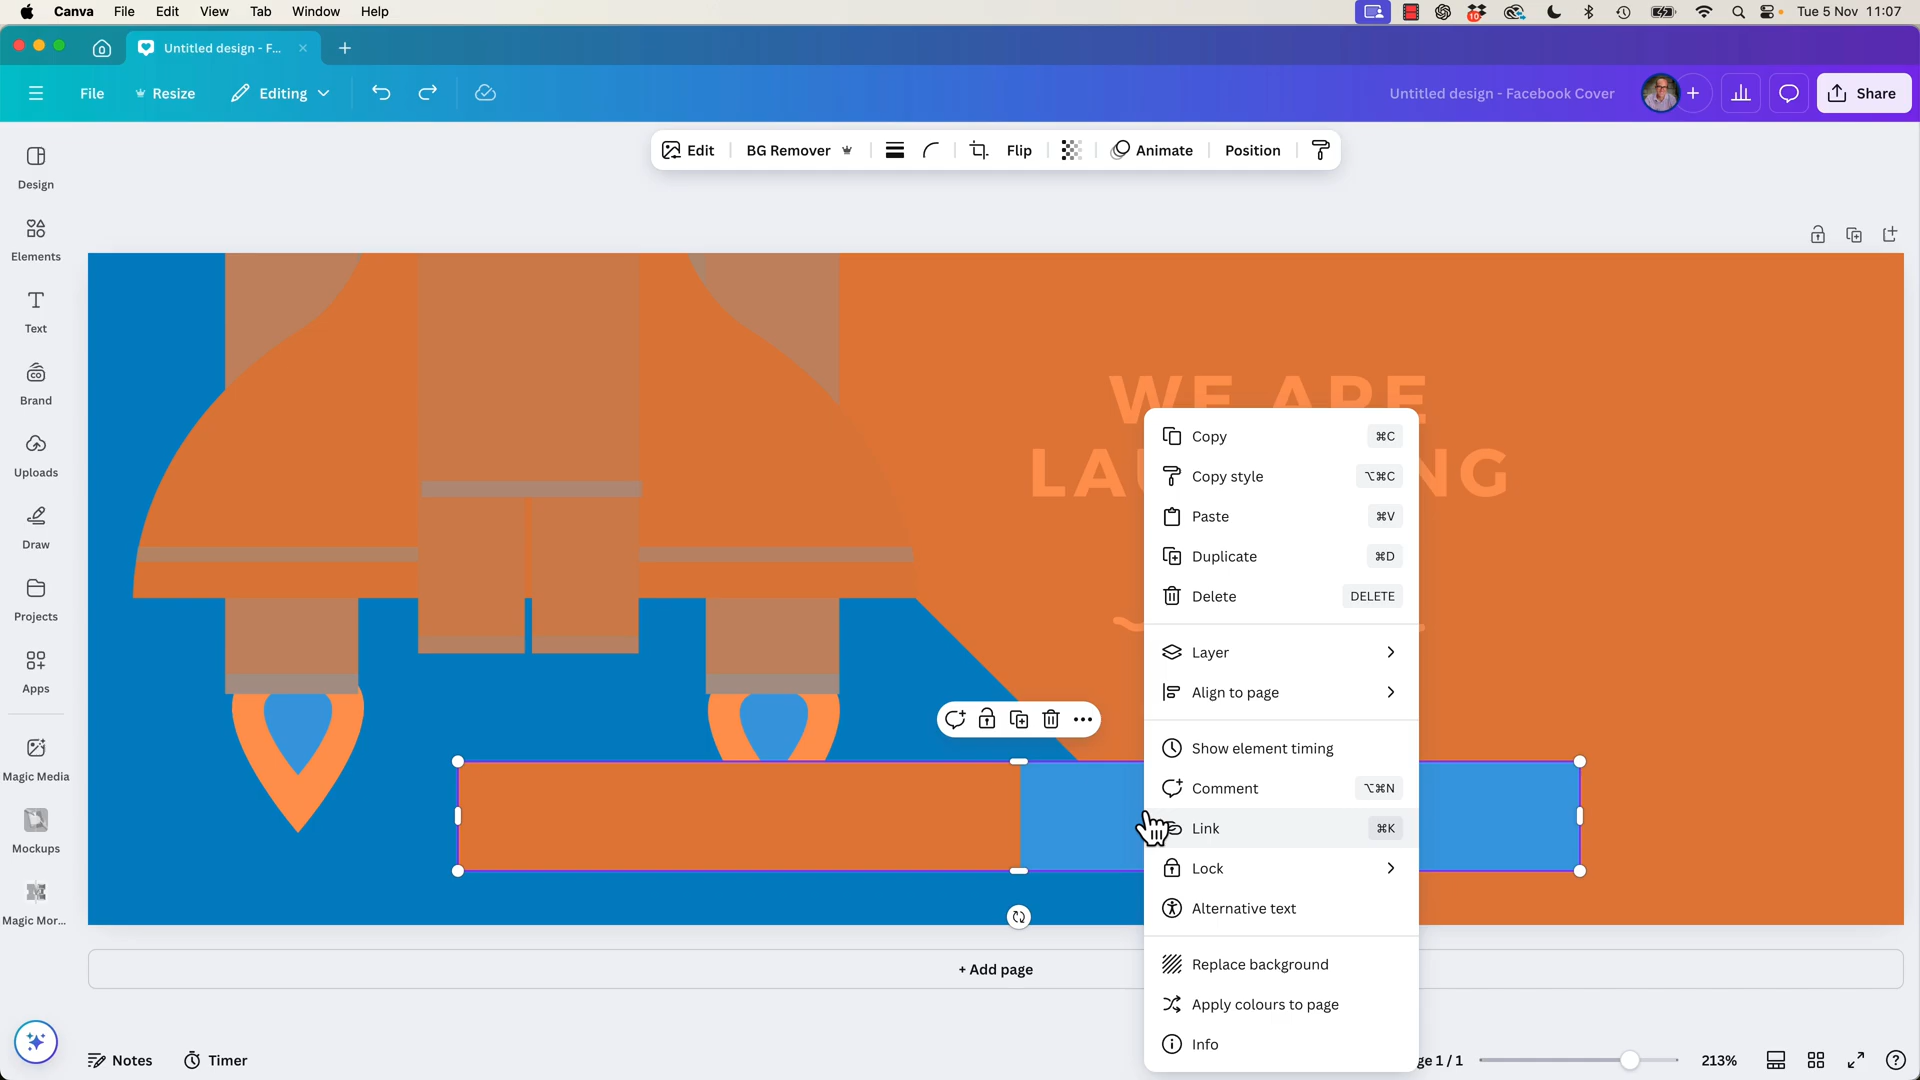 Canva File Edit View Tab Window Help
10
Tue 5 Nov 11:07
Untitled design - F...
File Resize Editing
Untitled design - Facebook Cover
Share
Edit BG Remover Flip Animate Position
Design
Elements
Text
Brand
Uploads
Draw
Projects
Apps
Magic Media
Mockups
Magic Mor...
WE ARE
Copy ⌘C
Copy style ⌥⌘C
Paste ⌘V
Duplicate ⌘D
Delete DELETE
Layer
Align to page
Show element timing
Comment ⌥⌘N
Link ⌘K
Lock
Alternative text
Replace background
Apply colours to page
Info
+ Add page
Notes Timer
1 / 1
213%